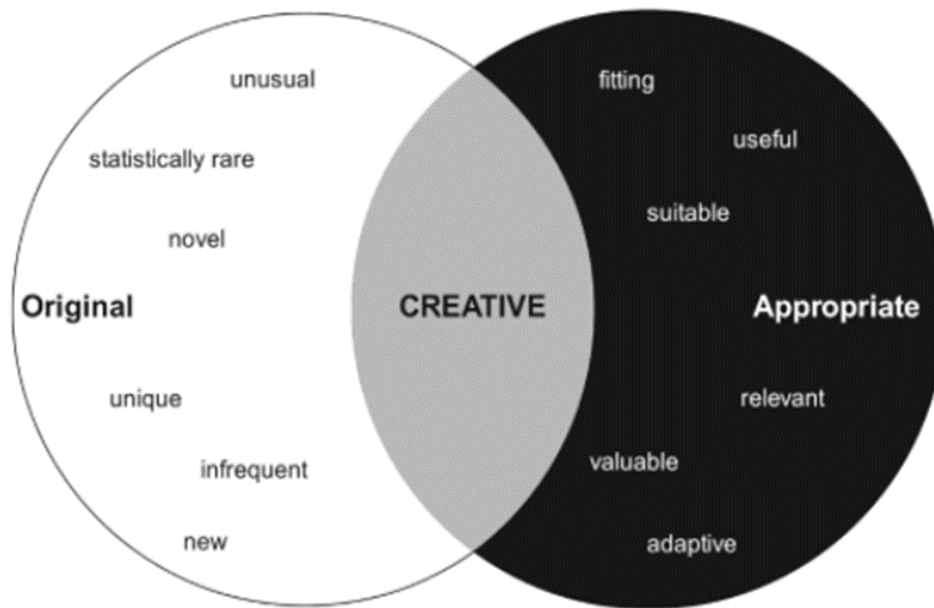 unusual
statistically rare
novel
Original
unique
infrequent
new
CREATIVE
fitting
useful
suitable
Appropriate
relevant
valuable
adaptive